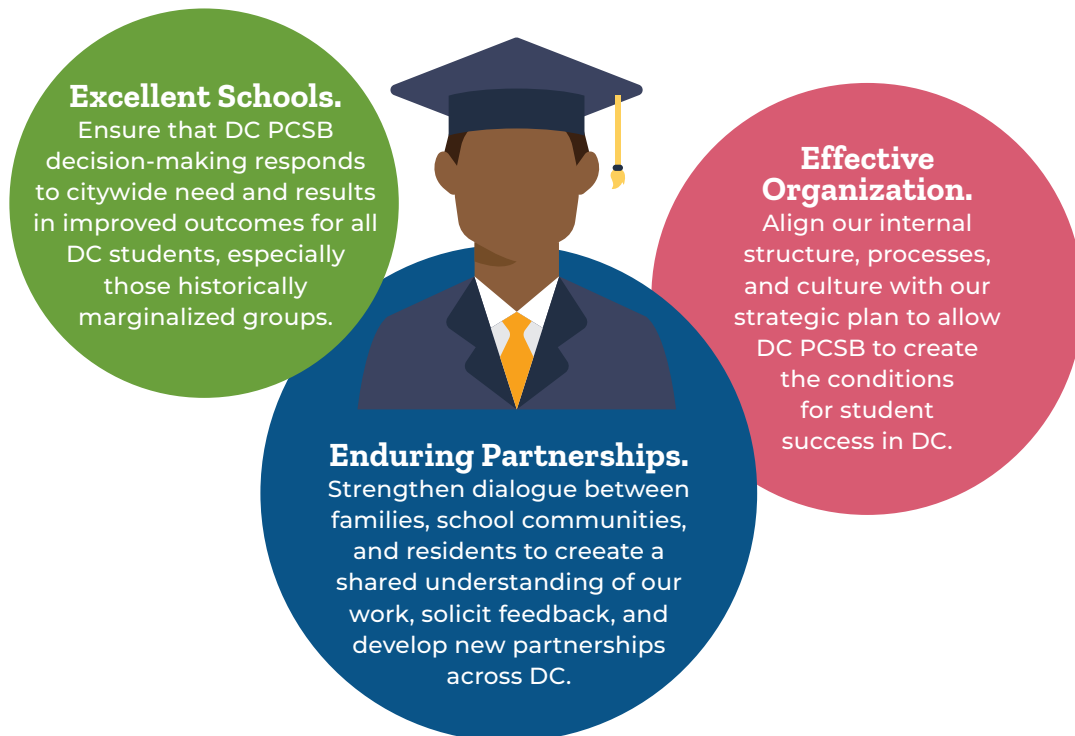 Excellent Schools.
Ensure that DC PCSB
decision-making responds
to citywide need and results
in improved outcomes for all
DC students, especially
those historically
marginalized groups.
Effective
Organization.
Align our internal
structure, processes,
and culture with our
strategic plan to allow
DC PCSB to create
the conditions
for student
success in DC.
Enduring Partnerships.
Strengthen dialogue between
families, school communities,
and residents to creeate a
shared understanding of our
work, solicit feedback, and
develop new partnerships
across DC.